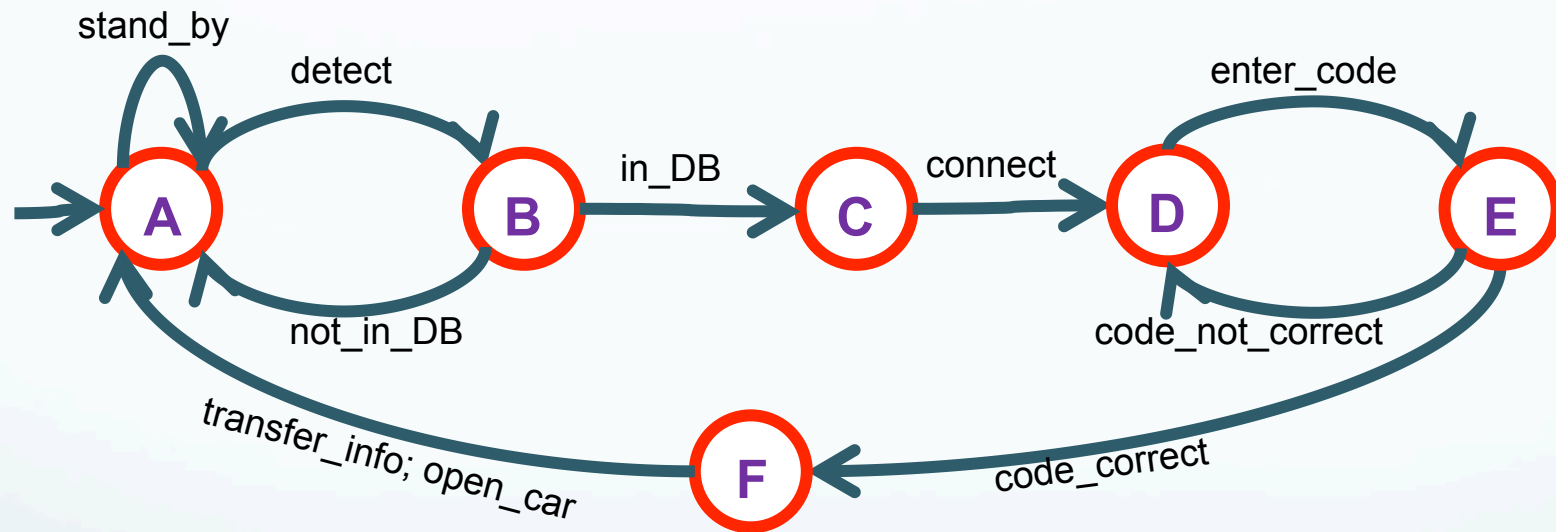 stand_by
detect
enter_code
in_DB
connect
A
B
C
D
E
not_in_DB
code_not_correct
transfer_info; open_car
F
code_correct